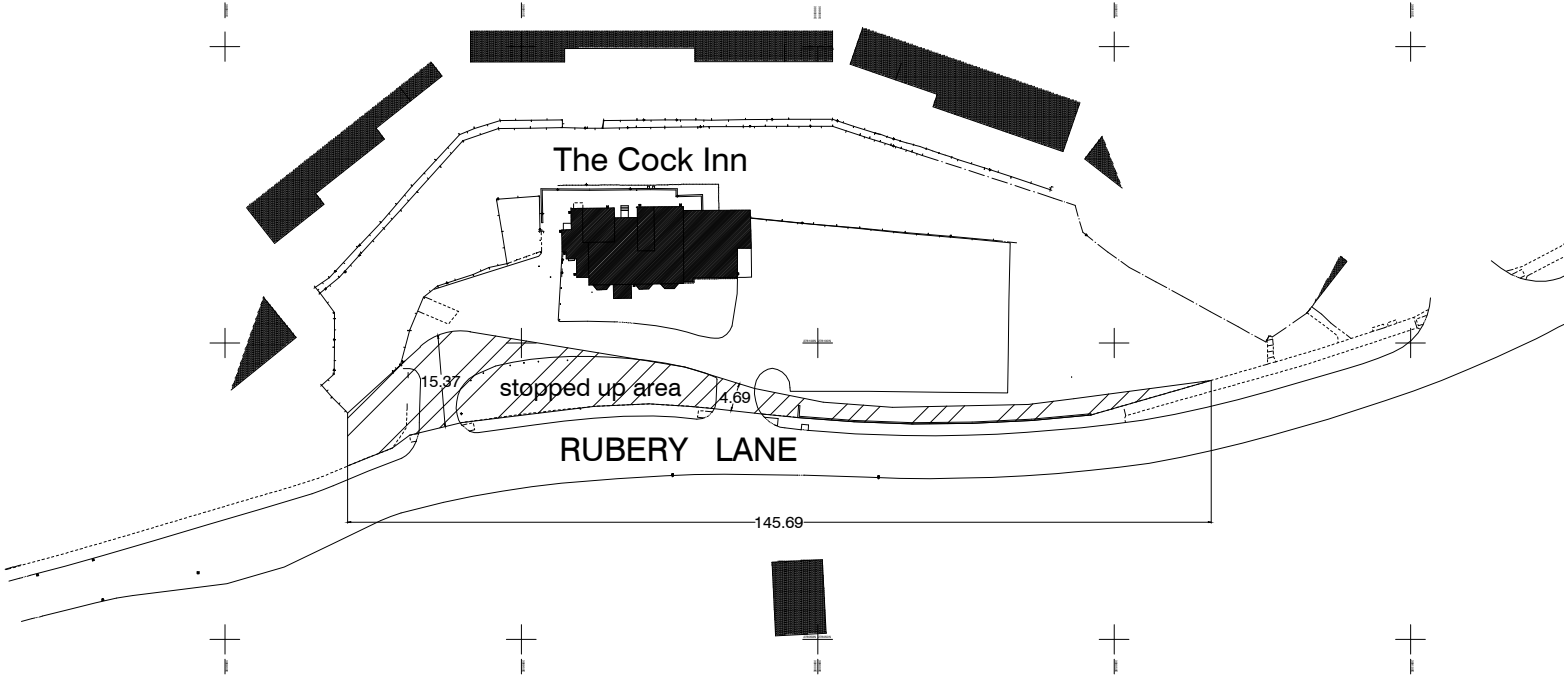 The Cock Inn
15.37
stopped up area
4.69
RUBERY LANE
145.69